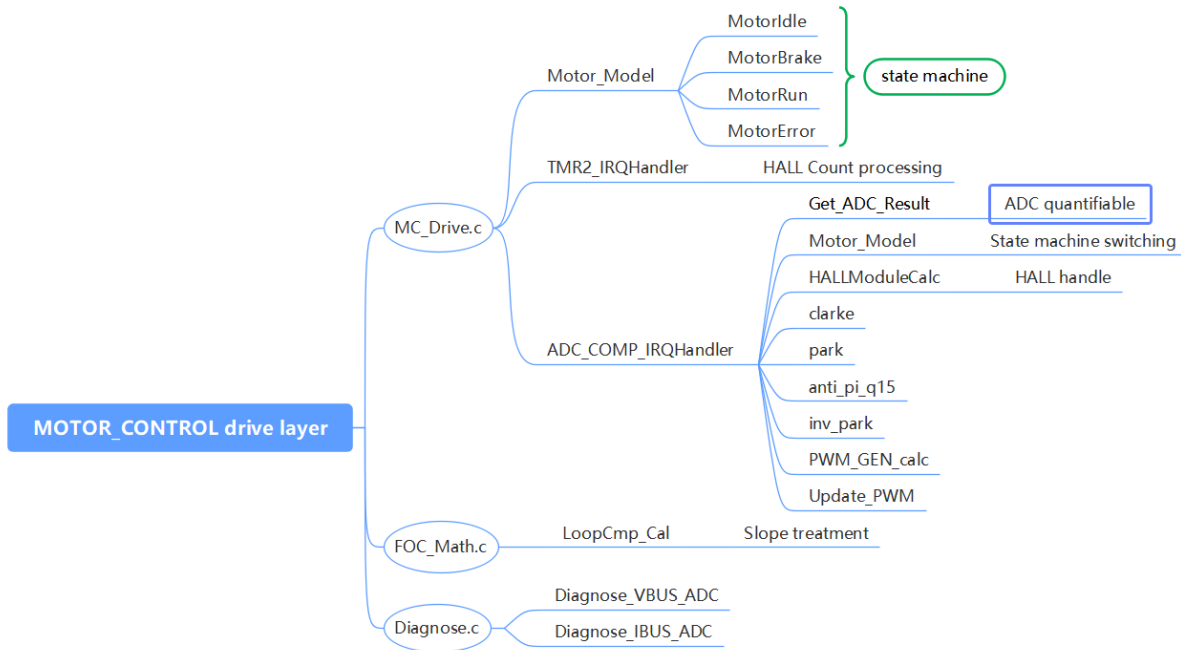 MotorIdle
MotorBrake
Motor_Model
state machine
MotorRun
MotorError
TMR2_IRQHandler HALL Count processing
Get_ADC_Result ADC quantifiable
MC_Drive.c
Motor_Model State machine switching
HALLModuleCalc HALL handle
clarke
ADC_COMP_IRQHandler
park
anti_pi_q15
inv_park
MOTOR_CONTROL drive layer
PWM_GEN_calc
Update_PWM
FOC_Math.c
LoopCmp_Cal Slope treatment
Diagnose_VBUS_ADC
Diagnose.c
Diagnose_IBUS_ADC